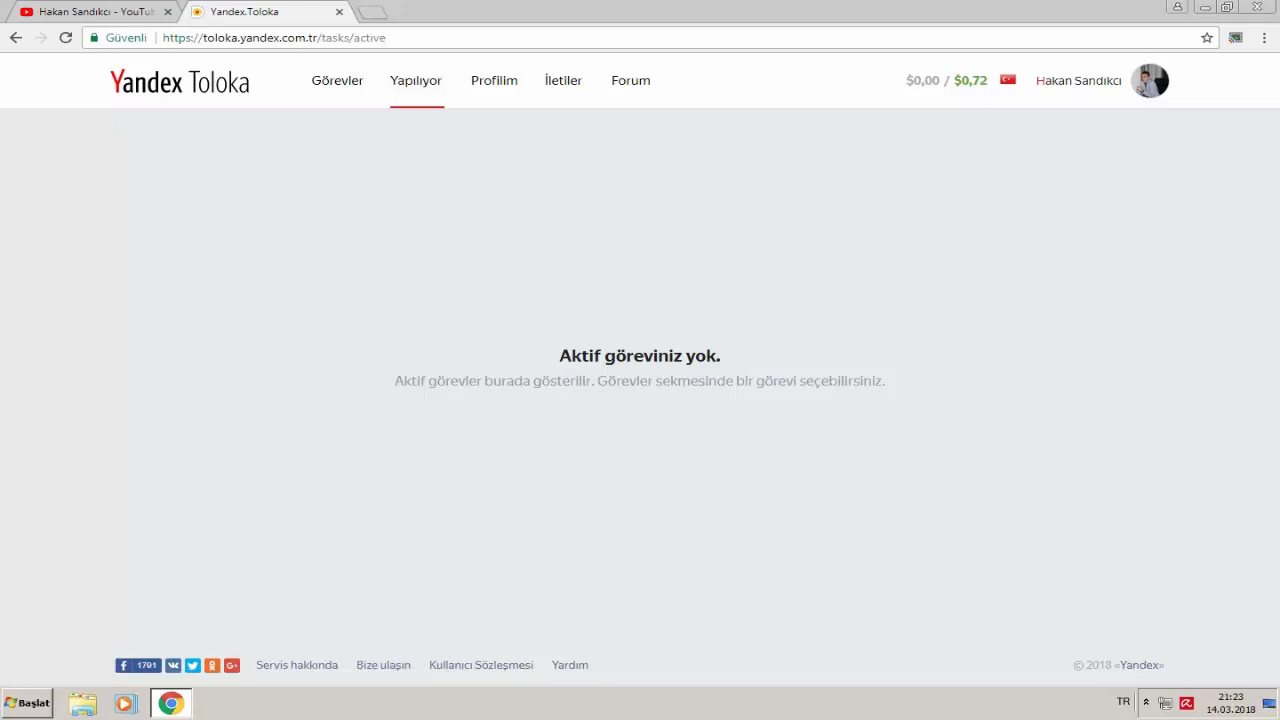 Hakan Sandıkcı - YouTu
Yandex.Toloka
Güvenli
https://toloka.yandex.com.tr/tasks/active
Yandex Toloka
Görevler
Yapılıyor
Profilim
İletiler
Forum
$0,00 / $0,72
Hakan Sandıkcı
Aktif göreviniz yok.
Aktif görevler burada gösterilir. Görevler sekmesinde bir görevi seçebilirsiniz.
1791
Servis hakkında
Bize ulaşın
Kullanıcı Sözleşmesi
Yardım
© 2018 «Yandex»
Başlat
TR
21:23
14.03.2018